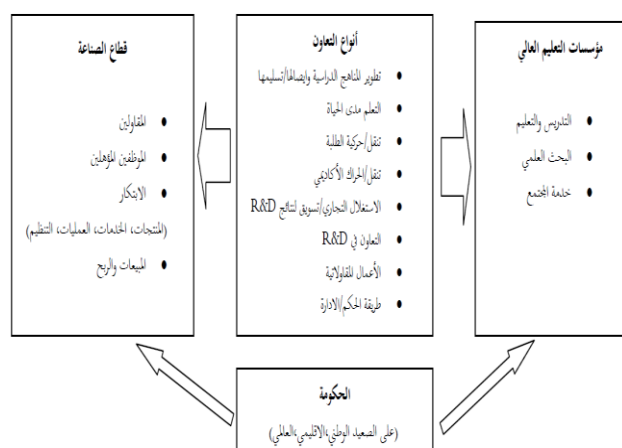 مؤسسات التعليم العالي
التدريس والتعليم
البحث العلمي
خدمة المجتمع
أنواع التعاون
تطوير المناهج الدراسية وايصالها/تسليمها
التعلم مدى الحياة
تنقل/حركية الطلبة
تنقل/الحراك الأكاديمي
الاستغلال التجاري/تسويق لنتائج R&D
التعاون في R&D
الأعمال المقاولاتية
طريقة الحكم/الادارة
قطاع الصناعة
المقاولين
الموظفين المؤهلين
الابتكار
(المنتجات، الخدمات، العمليات، التنظيم)
المبيعات والربح
الحكومة
(على الصعيد الوطني،الاقليمي،العالمي)